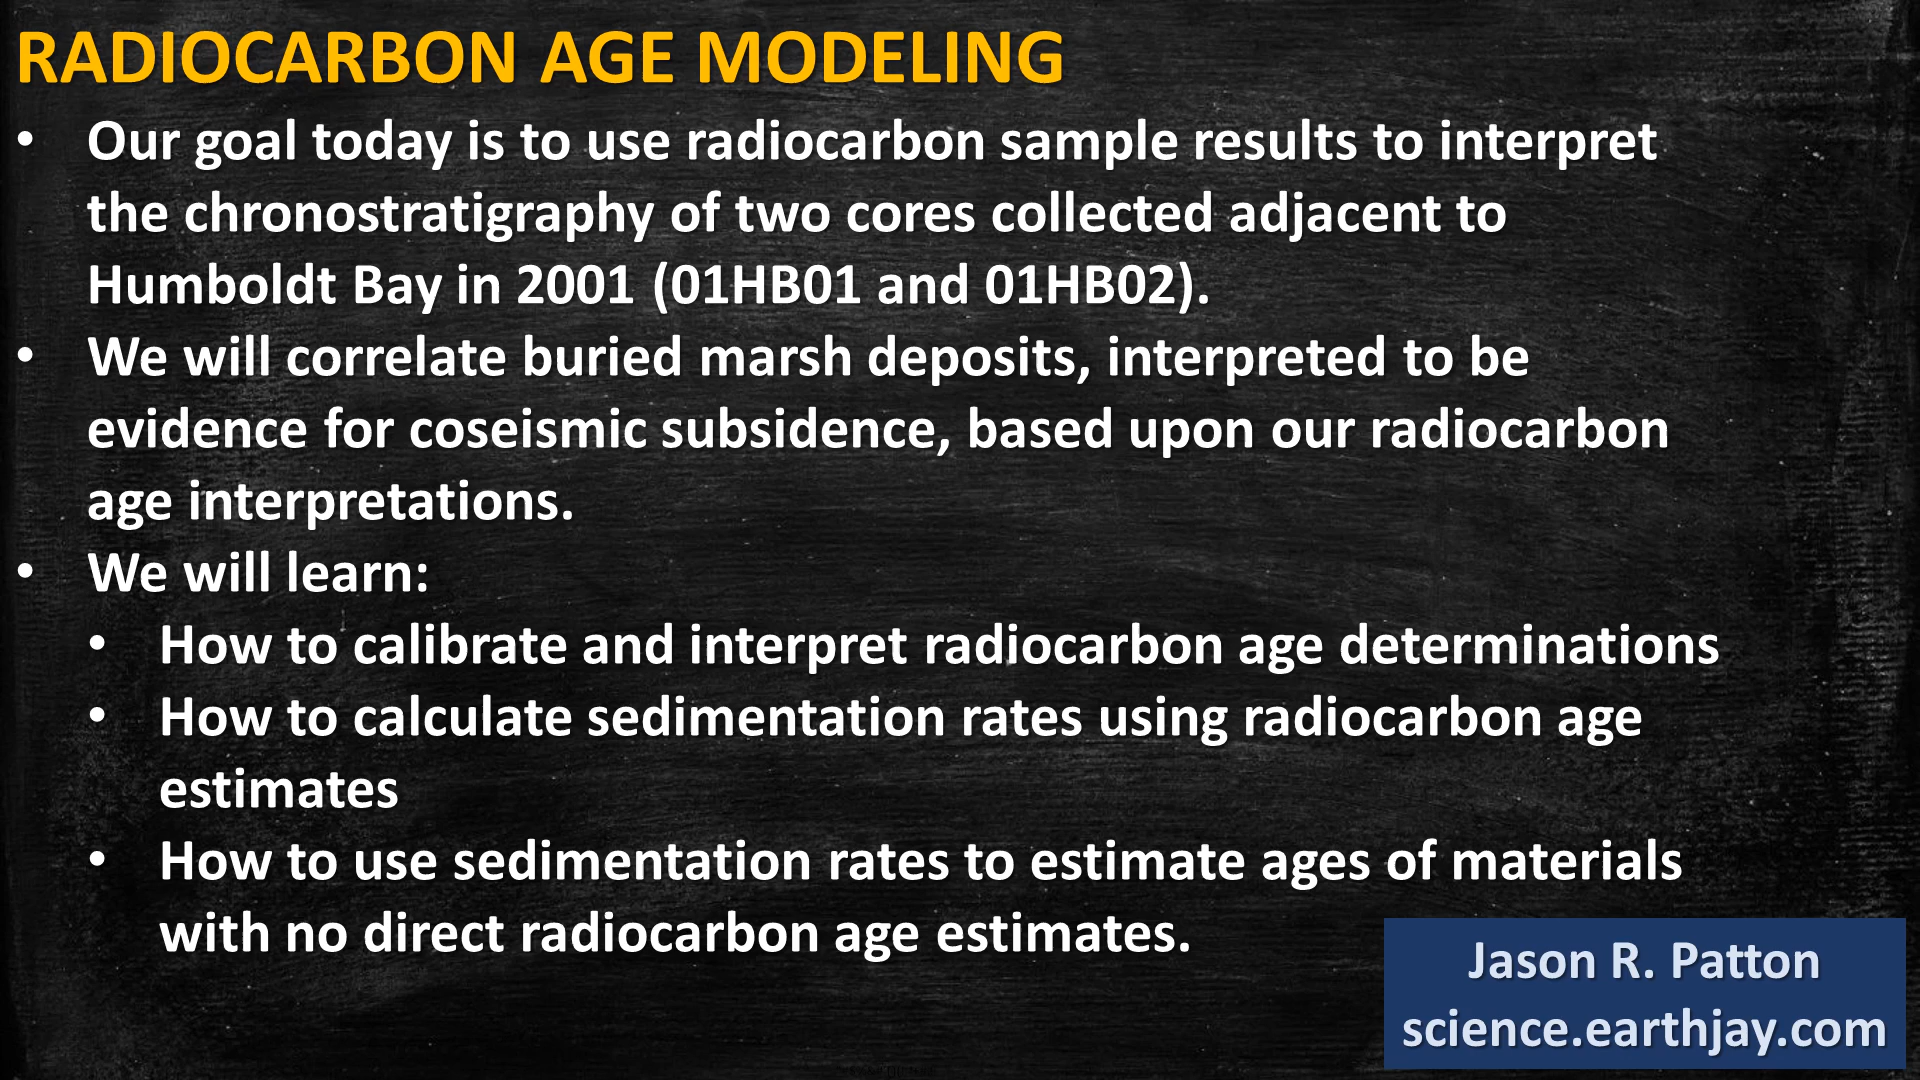 RADIOCARBON AGE MODELING
• Our goal today is to use radiocarbon sample results to interpret
the chronostratigraphy of two cores collected adjacent to
Humboldt Bay in 2001 (01HB01 and 01HB02).
• We will correlate buried marsh deposits, interpreted to be
evidence for coseismic subsidence, based upon our radiocarbon
age interpretations.
• We will learn:
• How to calibrate and interpret radiocarbon age determinations
• How to calculate sedimentation rates using radiocarbon age
estimates
• How to use sedimentation rates to estimate ages of materials
with no direct radiocarbon age estimates.
Jason R. Patton
science.earthjay.com